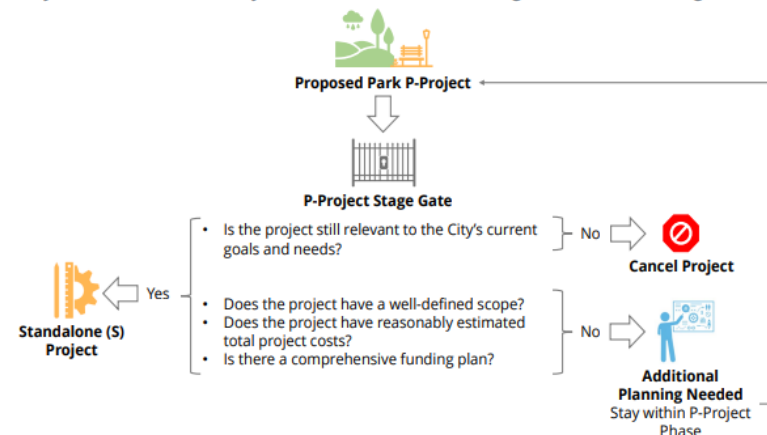 Proposed Park P-Project
P-Project Stage Gate
• Is the project still relevant to the City's current
goals and needs?
No
Cancel Project
Yes
Standalone (S)
Project
• Does the project have a well-defined scope?
• Does the project have reasonably estimated
total project costs?
• Is there a comprehensive funding plan?
No
Additional
Planning Needed
Stay within P-Project
Phase